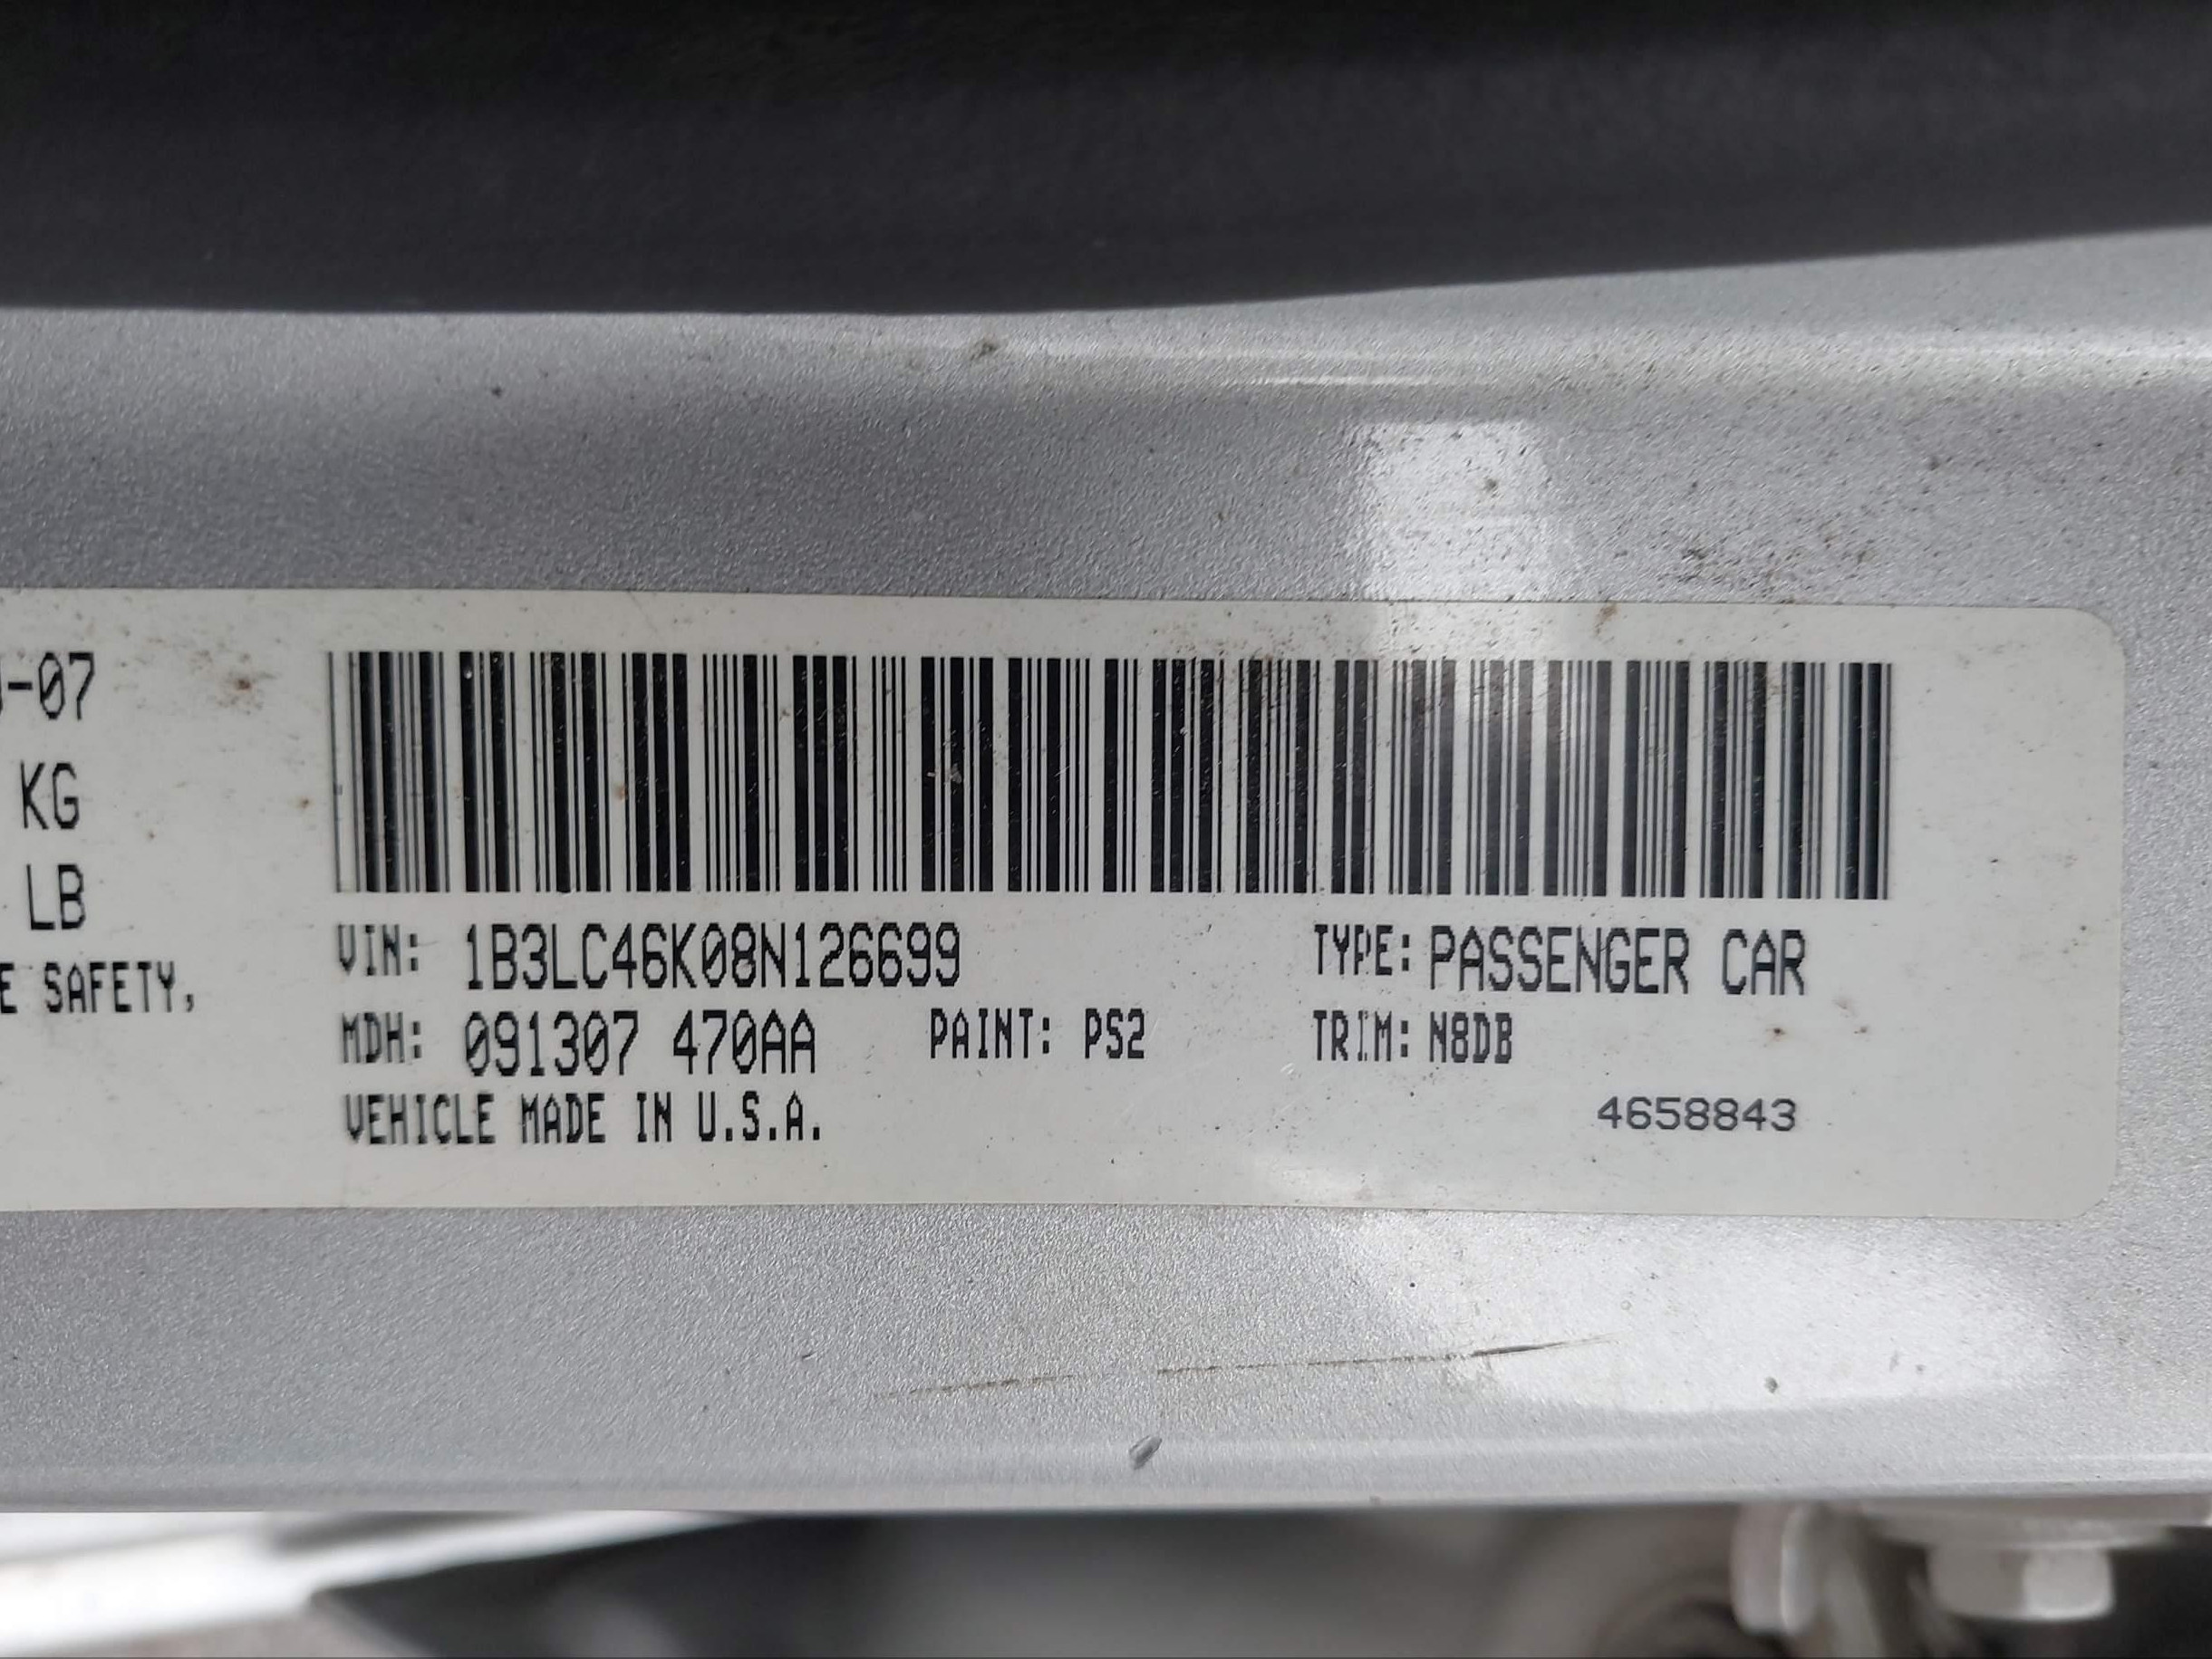 -07
KG
LB
E SAFETY,
VIN: 1B3LC46K08N126699 TYPE: PASSENGER CAR
MDH: 091307 470AA PAINT: PS2 TRIM: N8DB
VEHICLE MADE IN U.S.A.
4658843